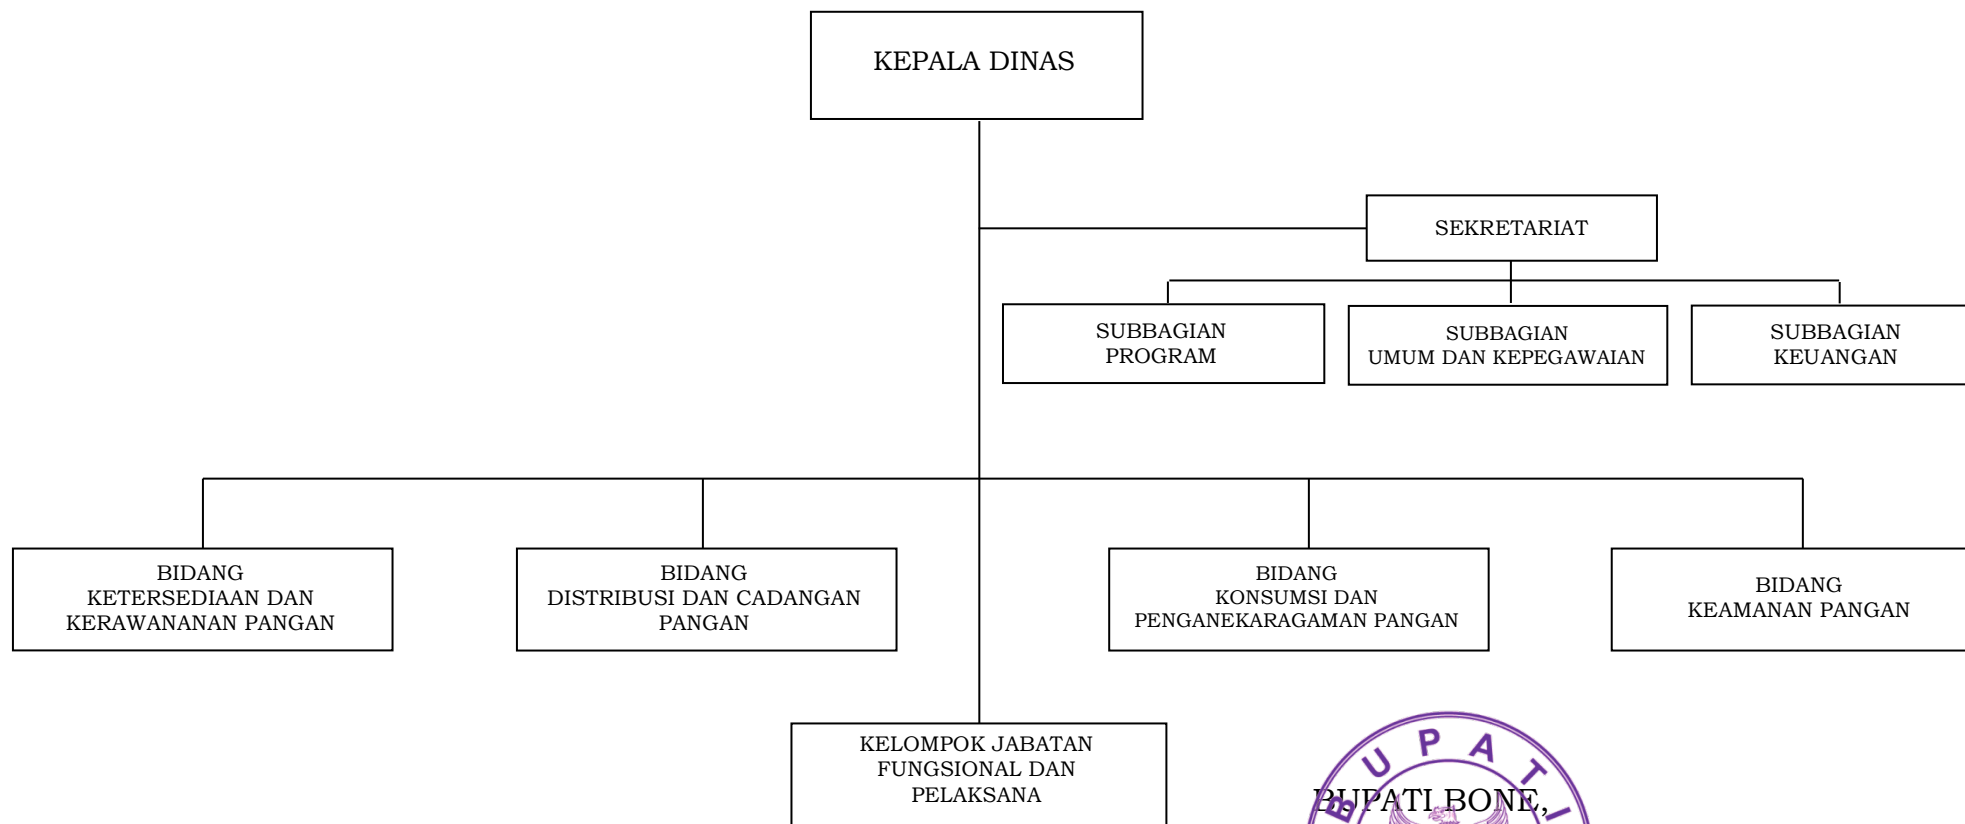 KEPALA DINAS
SEKRETARIAT
SUBBAGIAN
PROGRAM
SUBBAGIAN
UMUM DAN KEPEGAWAIAN
SUBBAGIAN
KEUANGAN
BIDANG
KETERSEDIAAN DAN
KERAWANANAN PANGAN
BIDANG
DISTRIBUSI DAN CADANGAN
PANGAN
BIDANG
KONSUMSI DAN
PENGANEKARAGAMAN PANGAN
BIDANG
KEAMANAN PANGAN
KELOMPOK JABATAN
FUNGSIONAL DAN
PELAKSANA
BUPATI
BUPATI BONE,